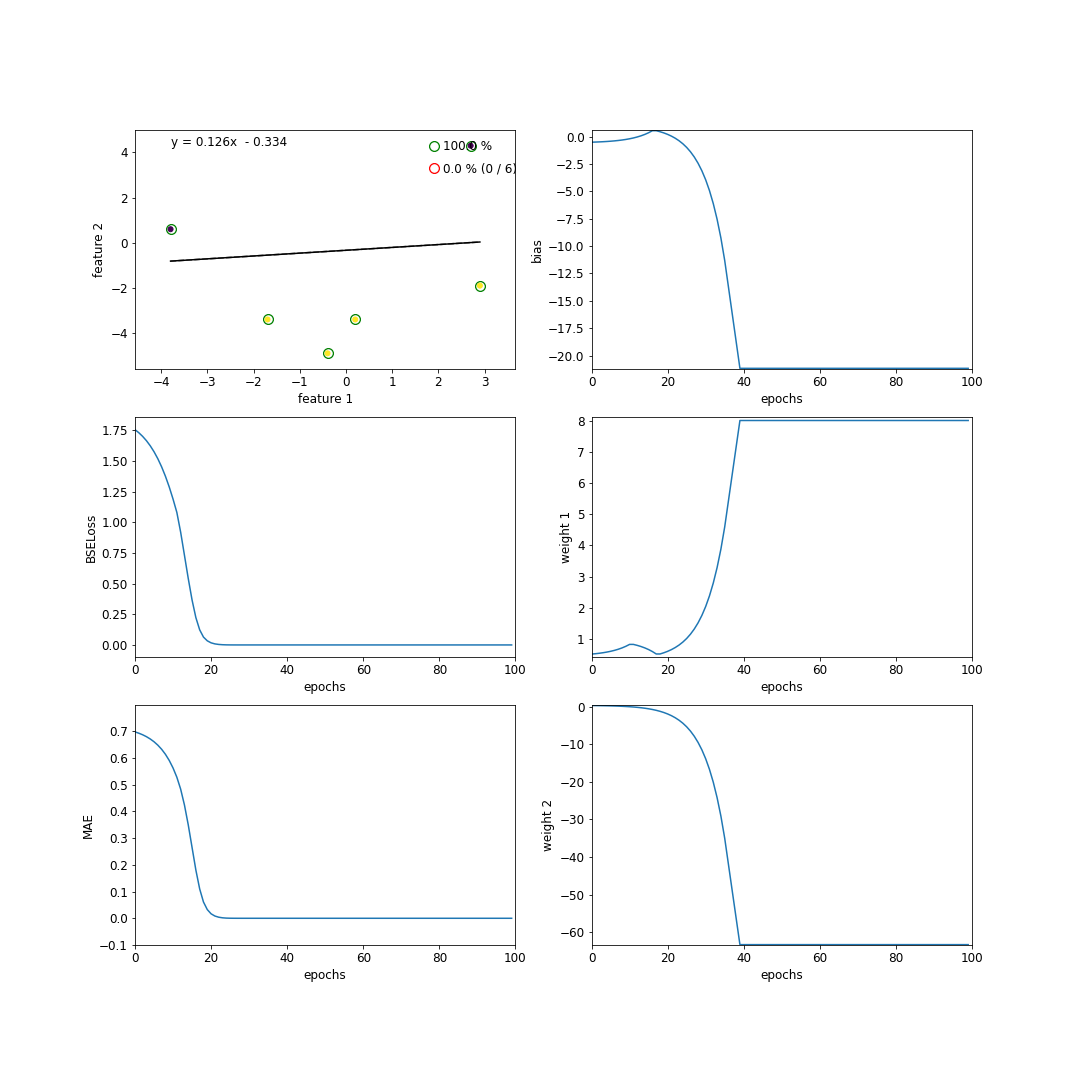 y = 0.126x - 0.334
100.0 %
0.0 % (0 / 6)
4
2
0
−2
−4
feature 2
−4 −3 −2 −1 0 1 2 3
feature 1
0.0
−2.5
−5.0
−7.5
−10.0
−12.5
−15.0
−17.5
−20.0
bias
0 20 40 60 80 100
epochs
1.75
1.50
1.25
1.00
0.75
0.50
0.25
0.00
BSELoss
0 20 40 60 80 100
epochs
8
7
6
5
4
3
2
1
weight 1
0 20 40 60 80 100
epochs
0.7
0.6
0.5
0.4
0.3
0.2
0.1
0.0
−0.1
MAE
0 20 40 60 80 100
epochs
0
−10
−20
−30
−40
−50
−60
weight 2
0 20 40 60 80 100
epochs